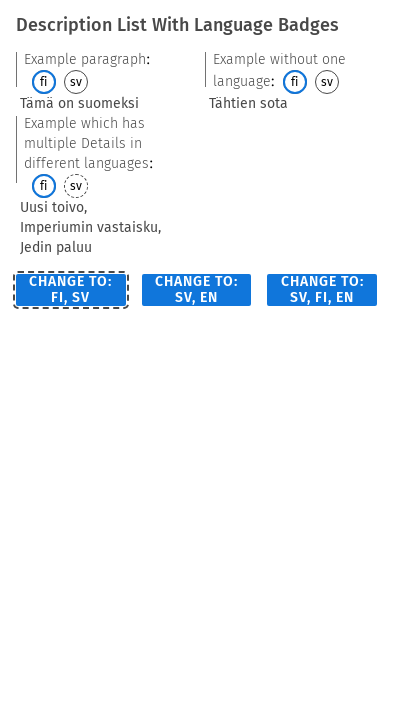 Description List With Language Badges
Example paragraph:
fi sv
Tämä on suomeksi
Example without one
language: fi sv
Tähtien sota
Example which has
multiple Details in
different languages:
fi sv
Uusi toivo,
Imperiumin vastaisku,
Jedin paluu
CHANGE TO:
FI, SV
CHANGE TO:
SV, EN
CHANGE TO:
SV, FI, EN